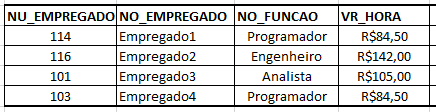 NU_EMPREGADO NO_EMPREGADO NO_FUNCAO VR_HORA
114 Empregado1 Programador R$84,50
116 Empregado2 Engenheiro R$142,00
101 Empregado3 Analista R$105,00
103 Empregado4 Programador R$84,50